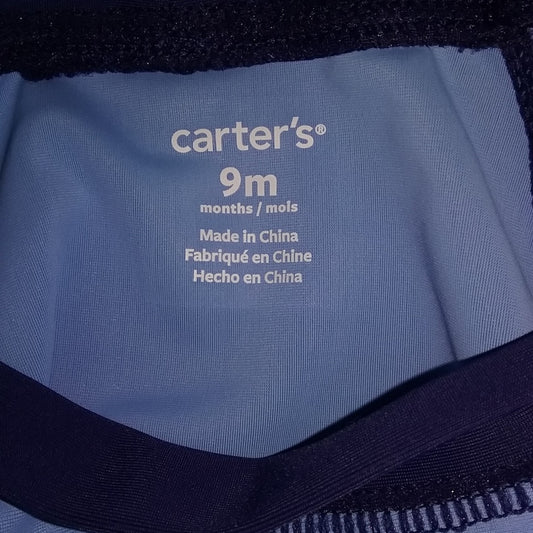 carter's®
9m
months / mois
Made in China
Fabriqué en Chine
Hecho en China